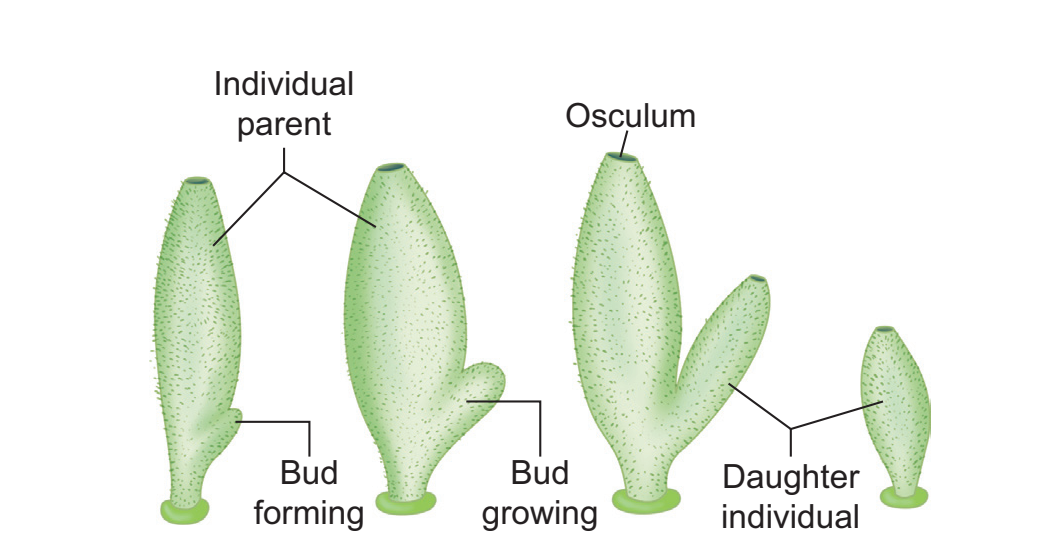 Individual
parent
Osculum
Bud
forming
Bud
growing
Daughter
individual